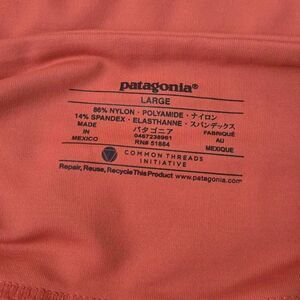 patagonia®
LARGE
86% NYLON・POLYAMIDE・ナイロン
14% SPANDEX・ELASTHANNE・スパンデックス
MADE IN MEXICO パタゴニア FABRIQUÉ AU MEXIQUE
0487238961
RN# 51884
COMMON THREADS
INITIATIVE
Repair, Reuse, Recycle This Product www.patagonia.com